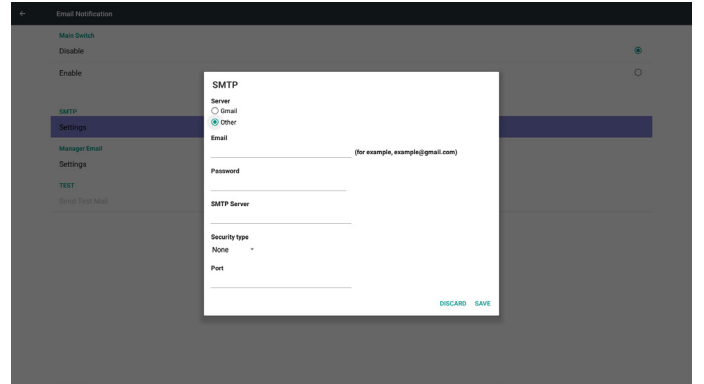 Email Notification
Main Switch
Disable
Enable
SMTP
Settings
Manager Email
Settings
TEST
Send Test Mail
SMTP
Server
Gmail
Other
Email
(for example, example@gmail.com)
Password
SMTP Server
Security type
None
Port
DISCARD SAVE